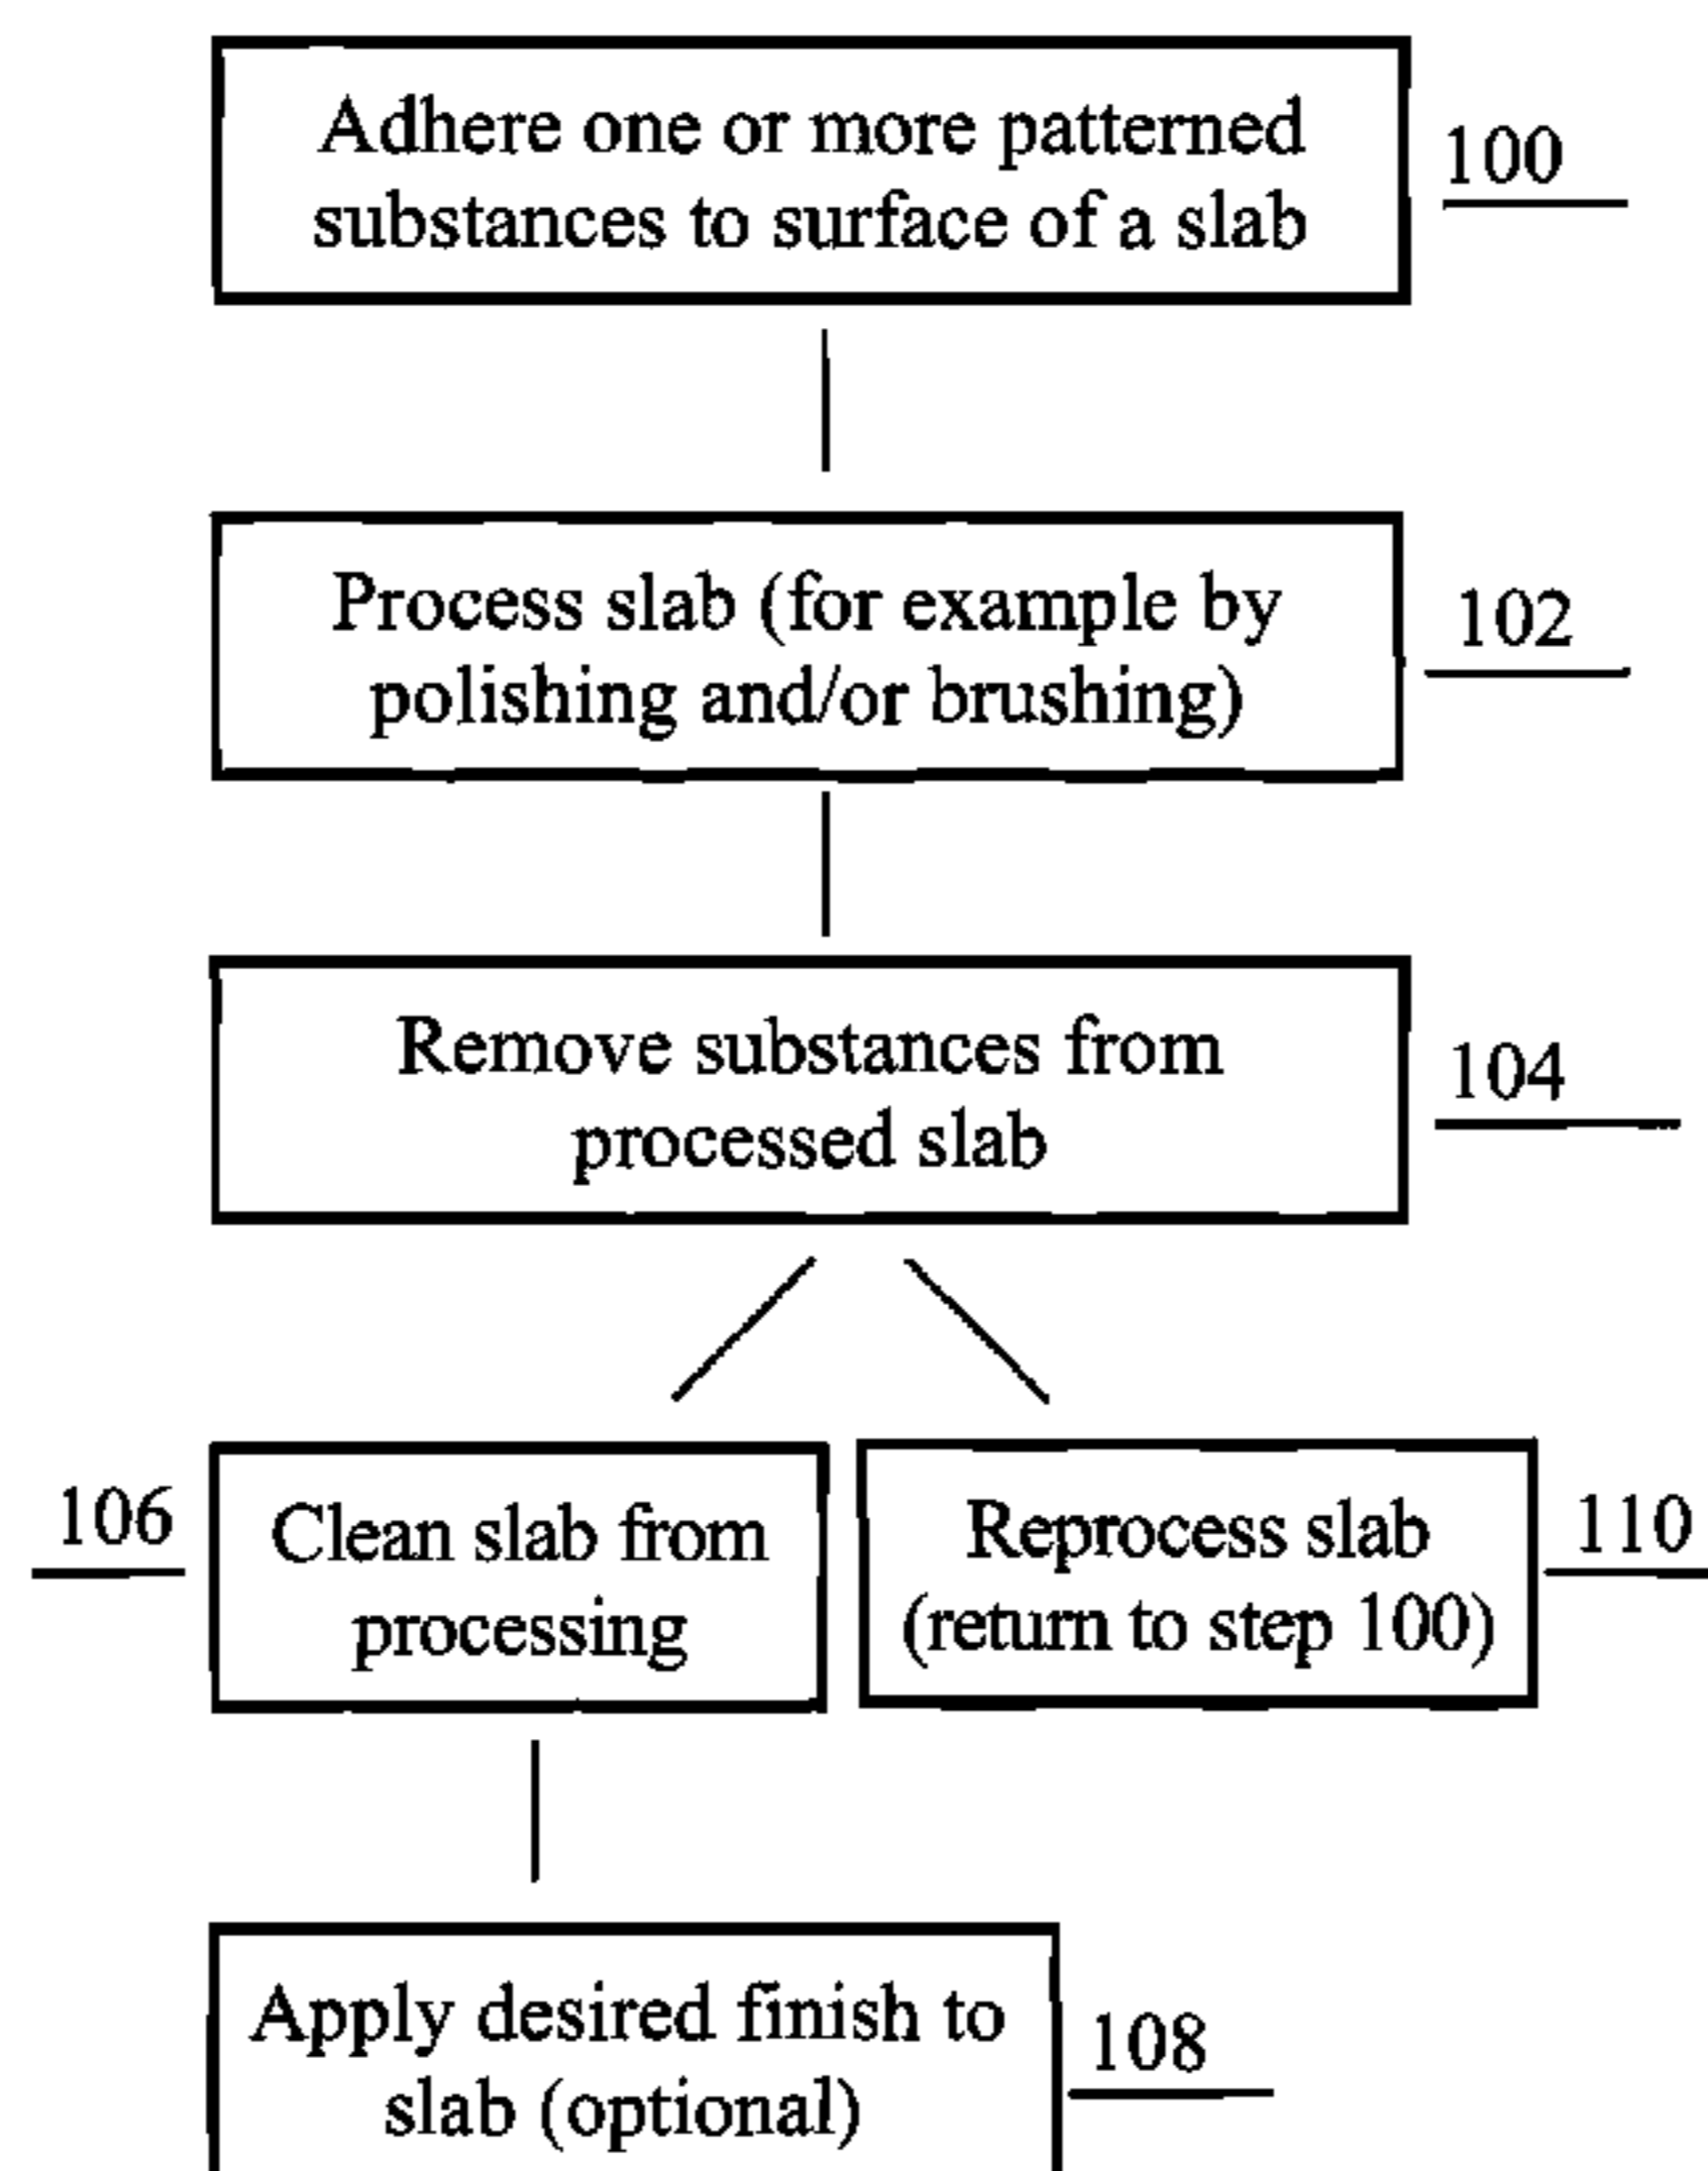 Adhere one or more patterned
substances to surface of a slab
100
Process slab (for example by
polishing and/or brushing)
102
Remove substances from
processed slab
104
106
Clean slab from
processing
Reprocess slab
(return to step 100)
110
Apply desired finish to
slab (optional)
108